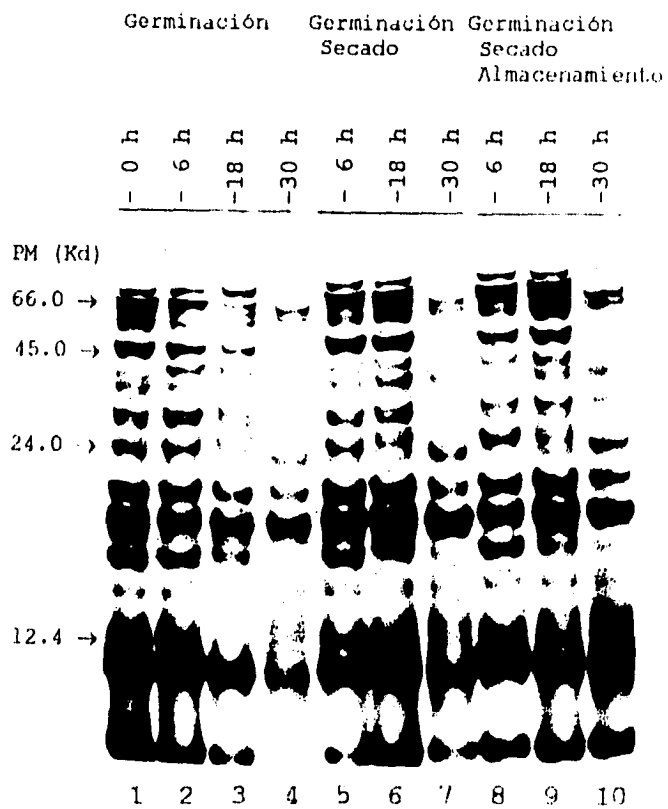 Germinación Germinación Germinación
Secado Secado
Almacenamiento
- 0 h - 6 h -18 h -30 h - 6 h -18 h -30 h - 6 h -18 h -30 h
PM (Kd)
66.0 →
45.0 →
24.0 →
12.4 →
1 2 3 4 5 6 7 8 9 10